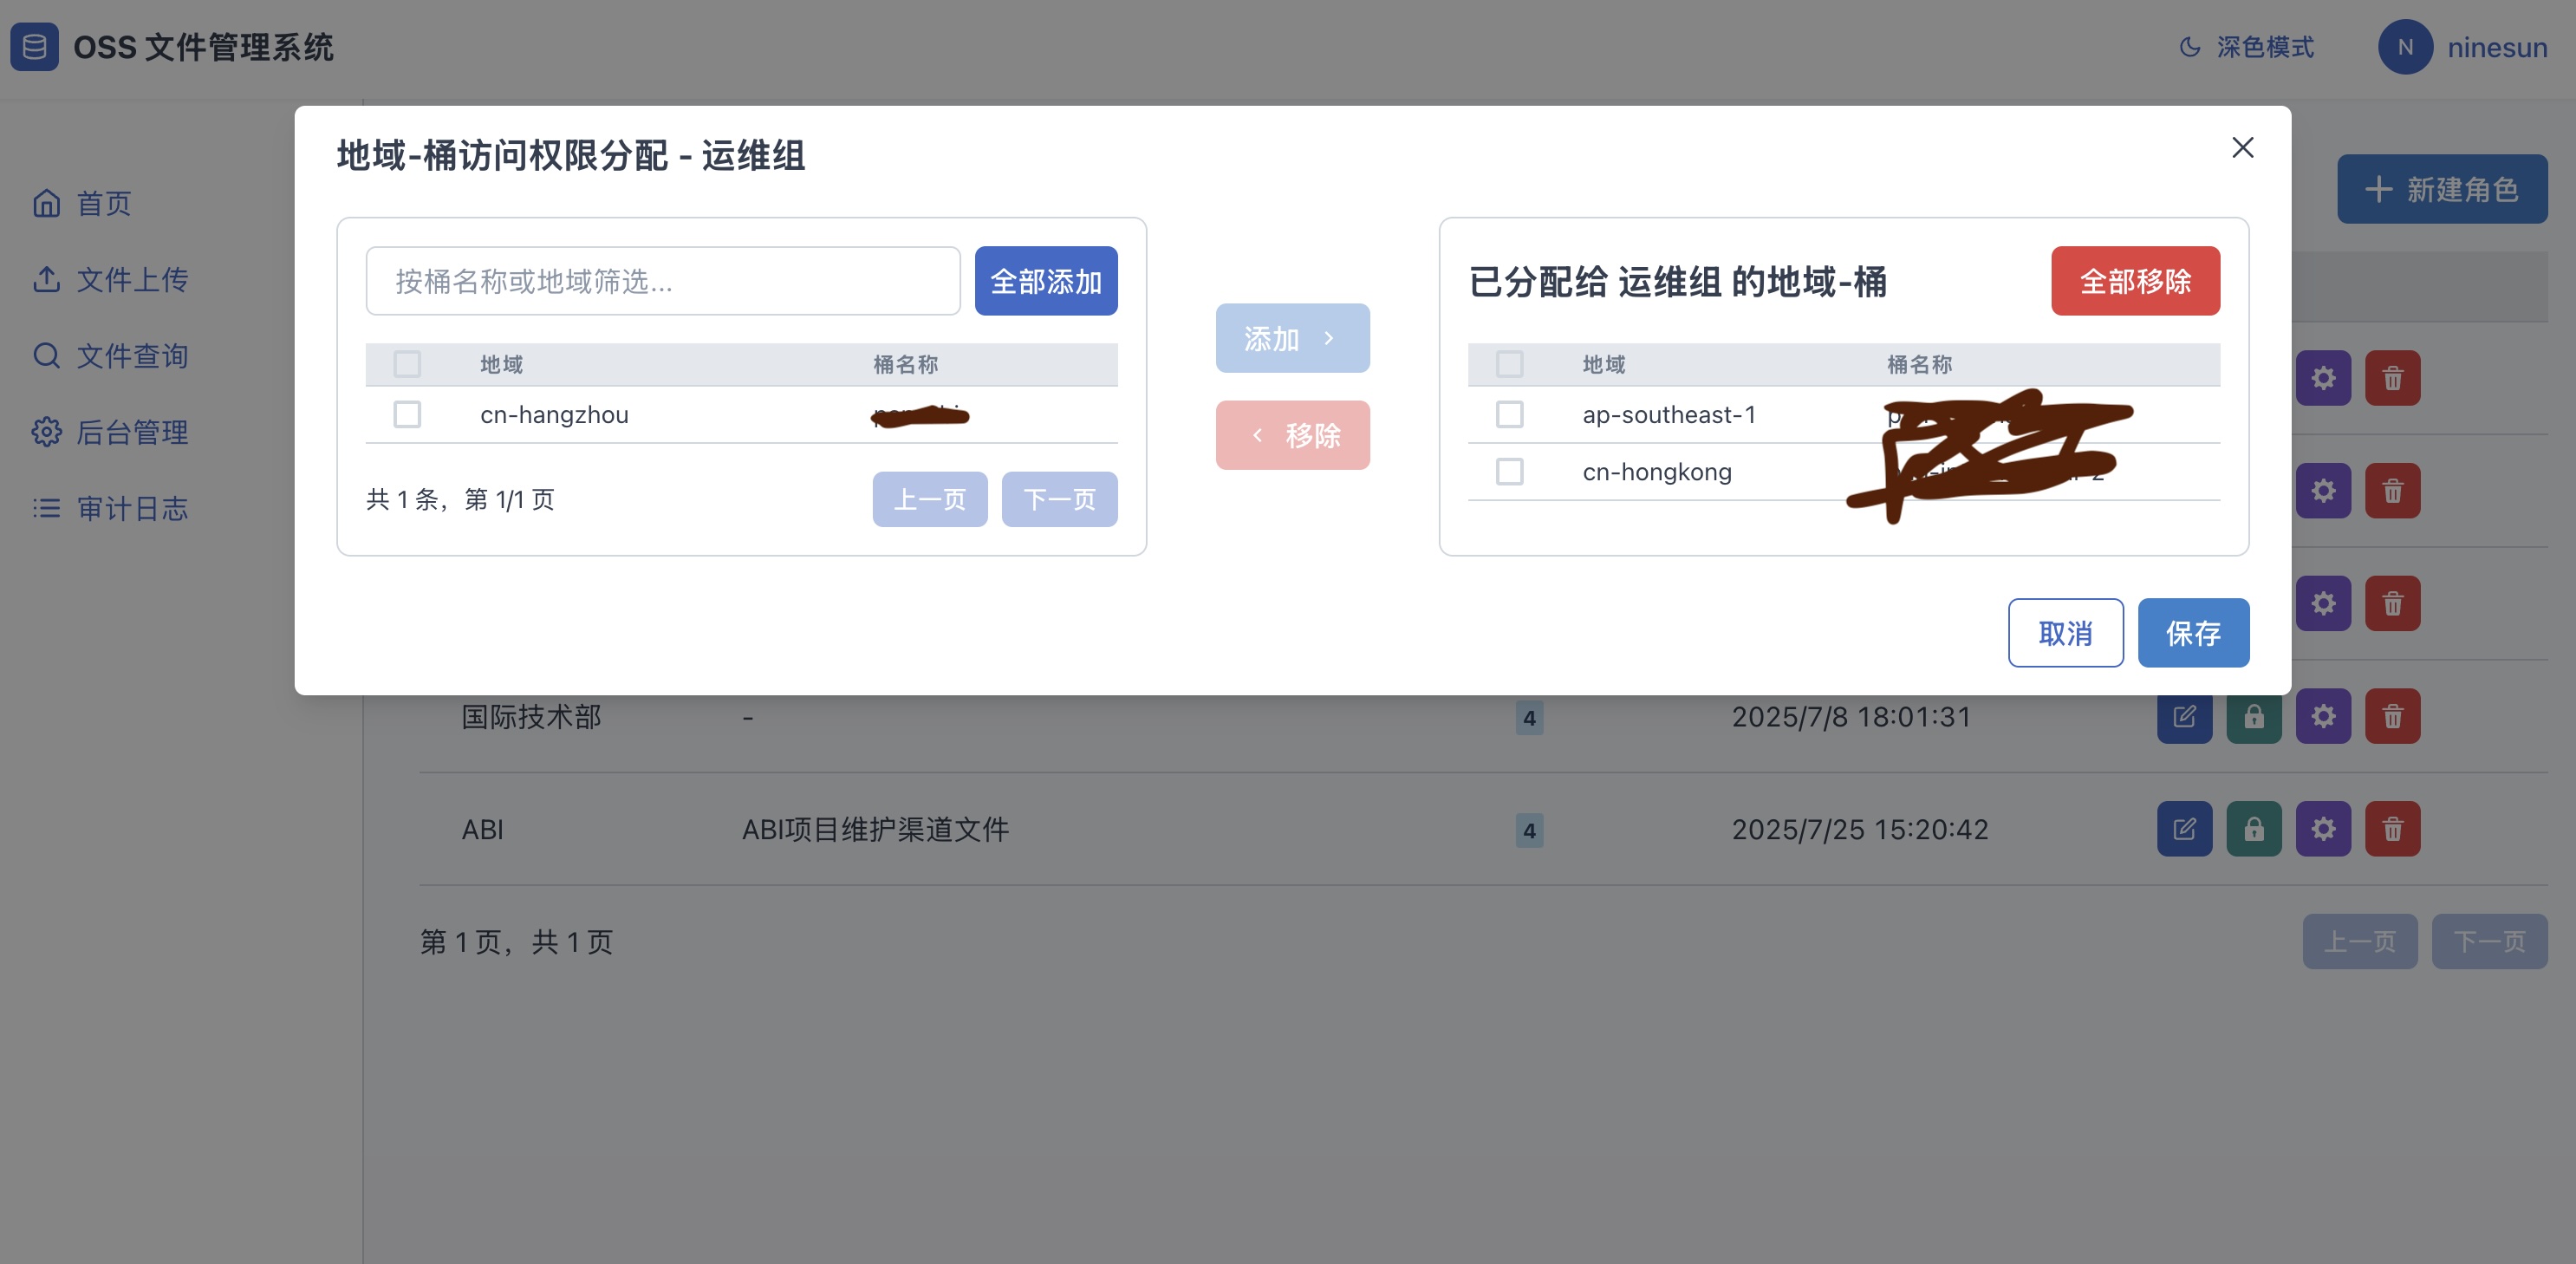 OSS 文件管理系统
深色模式
N
ninesun
首页
文件上传
文件查询
后台管理
审计日志
新建角色
地域-桶访问权限分配 - 运维组
按桶名称或地域筛选...
全部添加
地域
桶名称
cn-hangzhou
共 1 条，第 1/1 页
上一页
下一页
添加
移除
已分配给 运维组 的地域-桶
全部移除
地域
桶名称
ap-southeast-1
cn-hongkong
取消
保存
国际技术部
-
4
2025/7/8 18:01:31
ABI
ABI项目维护渠道文件
4
2025/7/25 15:20:42
第 1 页，共 1 页
上一页
下一页